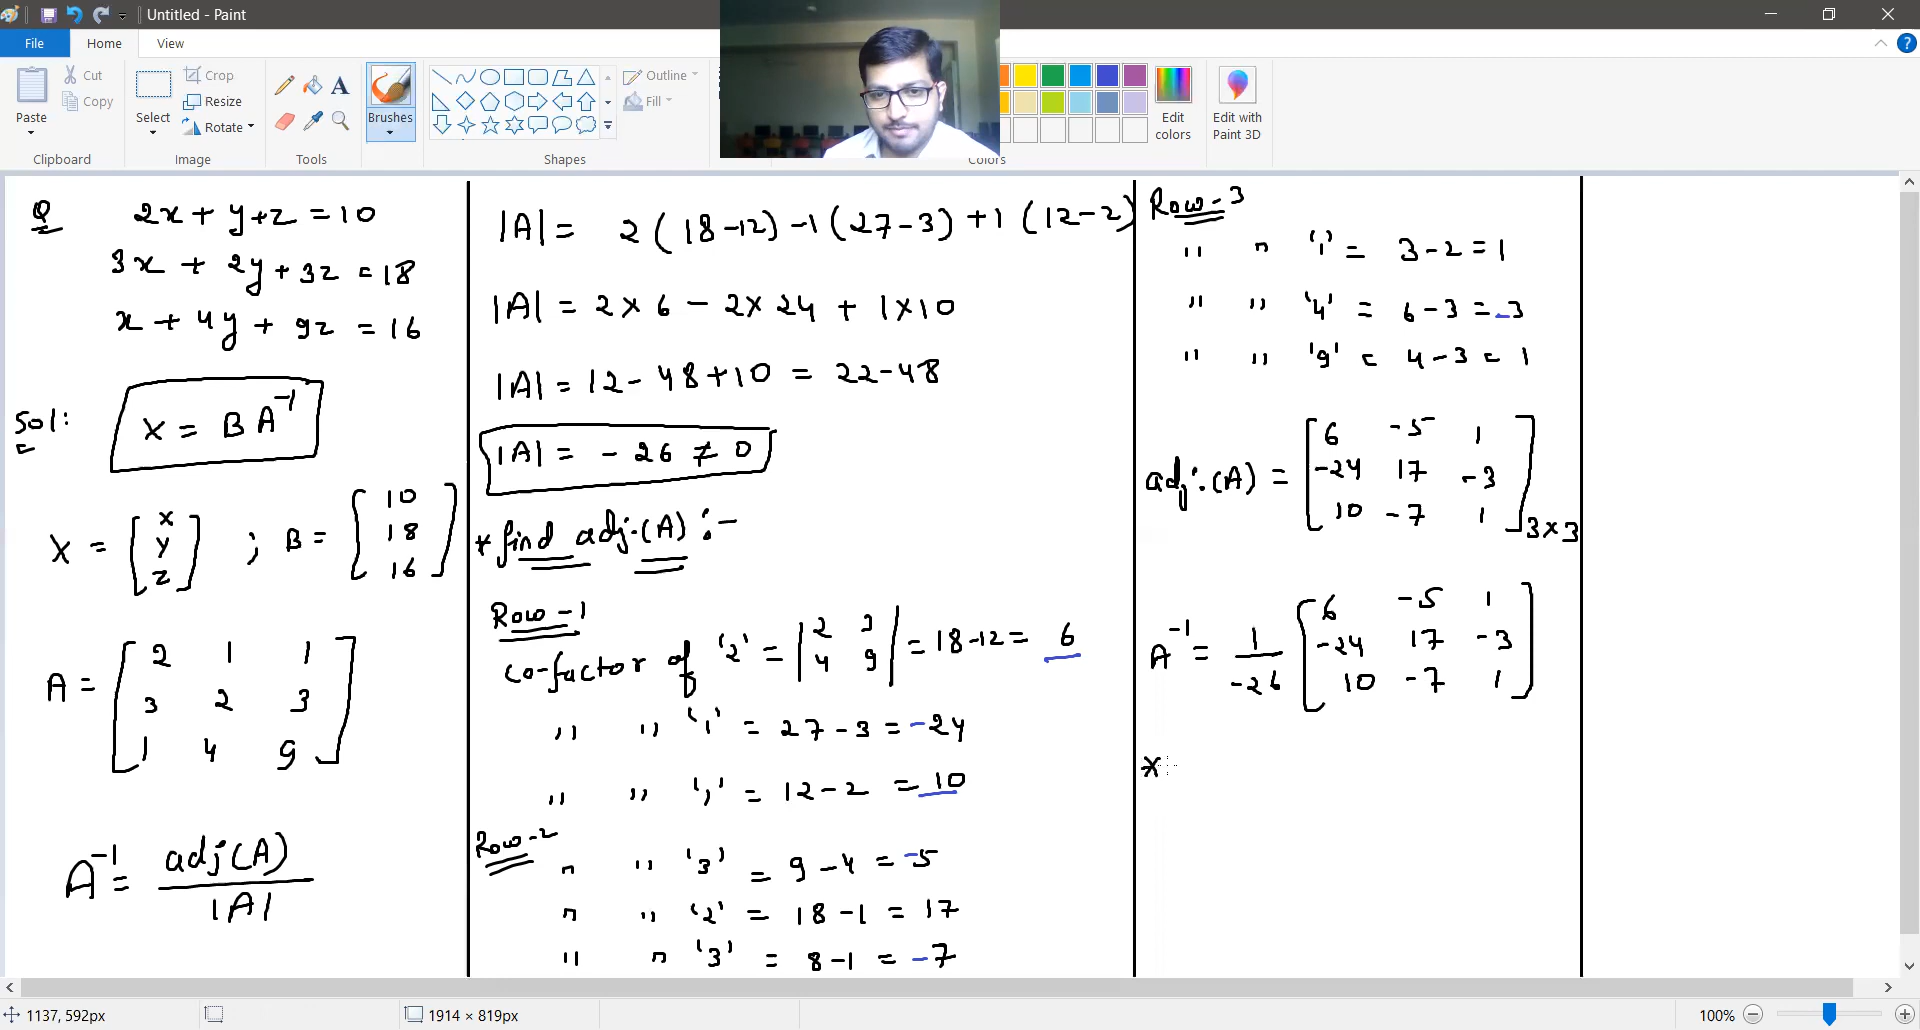 Untitled - Paint
File Home View
Cut
Copy
Paste
Clipboard
Crop
Resize
Rotate
Select
Image
Tools
Brushes
Outline
Fill
Shapes
Colors
Edit colors
Edit with Paint 3D
Q 2x + y + z = 10
3x + 2y + 3z = 18
x + 4y + 9z = 16
Sol: X = B A⁻¹
X = [x y z] ; B = [10 18 16]
A = [2 1 1
3 2 3
1 4 9]
A⁻¹ = adj(A) / |A|
|A| = 2 (18-12) -1 (27-3) +1 (12-2)
|A| = 2×6 - 2×24 + 1×10
|A| = 12 - 48 + 10 = 22 - 48
|A| = - 26 ≠ 0
* find adj.(A) :-
Row-1
co-factor of '2' = |2 3
4 9| = 18-12 = 6
,, ,, '1' = 27 - 3 = -24
,, ,, '1' = 12 - 2 = 10
Row-2
,, ,, '3' = 9 - 4 = -5
,, ,, '2' = 18 - 1 = 17
,, ,, '3' = 8 - 1 = -7
Row-3
,, ,, '1' = 3 - 2 = 1
,, ,, '4' = 6 - 3 = -3
,, ,, '9' = 4 - 3 = 1
adj.(A) = [6 -5 1
-24 17 -3
10 -7 1] 3×3
A⁻¹ = 1/-26 [6 -5 1
-24 17 -3
10 -7 1]
X
1137, 592px
1914 × 819px
100%